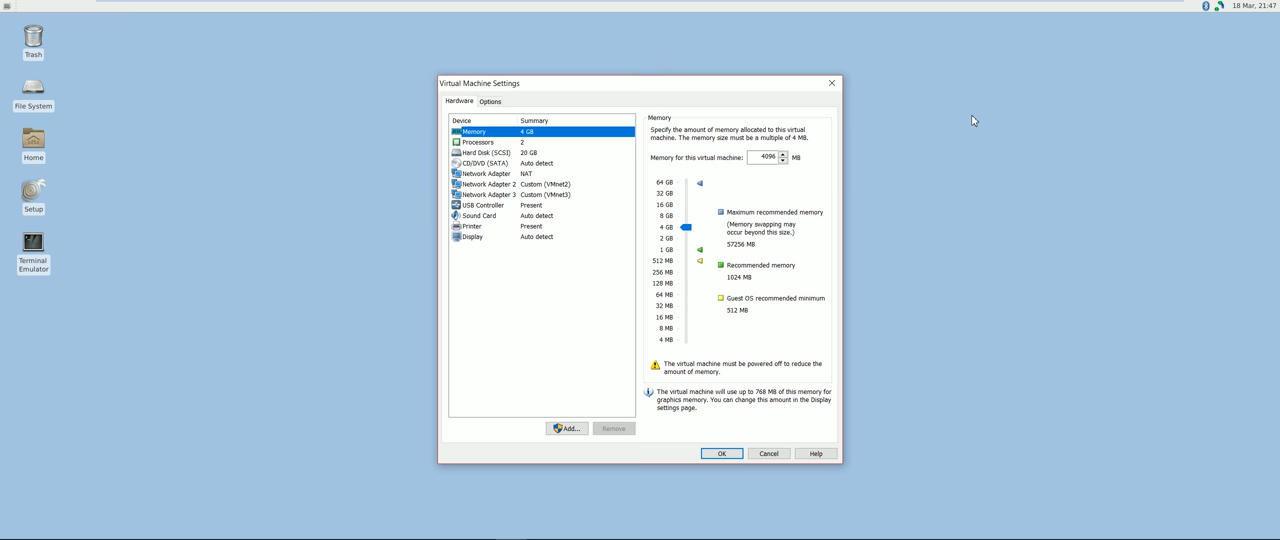 18 Mar, 21:47
Trash
File System
Home
Setup
Terminal
Emulator
Virtual Machine Settings
Hardware Options
Device Summary
Memory 4 GB
Processors 2
Hard Disk (SCSI) 20 GB
CD/DVD (SATA) Auto detect
Network Adapter NAT
Network Adapter 2 Custom (VMnet2)
Network Adapter 3 Custom (VMnet3)
USB Controller Present
Sound Card Auto detect
Printer Present
Display Auto detect
Add...
Remove
Memory
Specify the amount of memory allocated to this virtual
machine. The memory size must be a multiple of 4 MB.
Memory for this virtual machine: 4096 MB
64 GB
32 GB
16 GB
8 GB
4 GB
2 GB
1 GB
512 MB
256 MB
128 MB
64 MB
32 MB
16 MB
8 MB
4 MB
Maximum recommended memory
(Memory swapping may
occur beyond this size.)
57256 MB
Recommended memory
1024 MB
Guest OS recommended minimum
512 MB
The virtual machine must be powered off to reduce the
amount of memory.
The virtual machine will use up to 768 MB of this memory for
graphics memory. You can change this amount in the Display
settings page.
OK
Cancel
Help